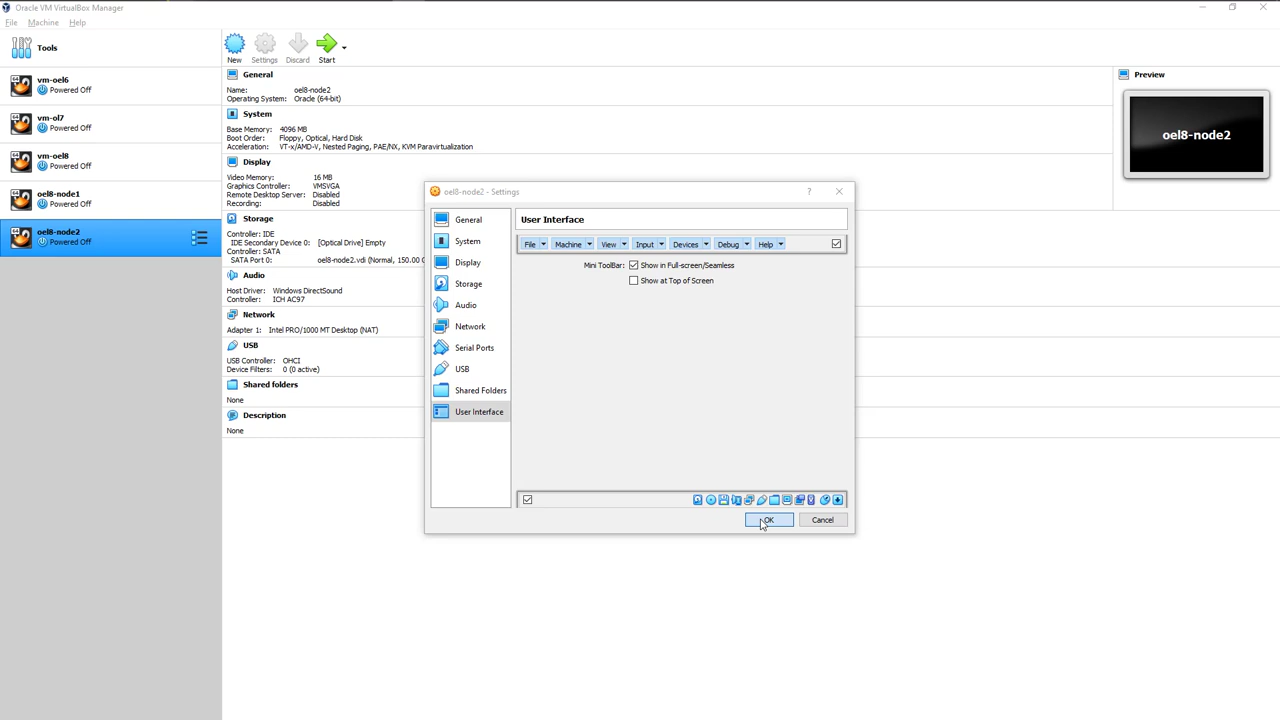 Oracle VM VirtualBox Manager
File Machine Help
Tools
New Settings Discard Start
vm-oel6
Powered Off
vm-ol7
Powered Off
vm-oel8
Powered Off
oel8-node1
Powered Off
oel8-node2
Powered Off
General
Name: oel8-node2
Operating System: Oracle (64-bit)
System
Base Memory: 4096 MB
Boot Order: Floppy, Optical, Hard Disk
Acceleration: VT-x/AMD-V, Nested Paging, PAE/NX, KVM Paravirtualization
Display
Video Memory: 16 MB
Graphics Controller: VMSVGA
Remote Desktop Server: Disabled
Recording: Disabled
Storage
Controller: IDE
IDE Secondary Device 0: [Optical Drive] Empty
Controller: SATA
SATA Port 0: oel8-node2.vdi (Normal, 150.00 G
Audio
Host Driver: Windows DirectSound
Controller: ICH AC97
Network
Adapter 1: Intel PRO/1000 MT Desktop (NAT)
USB
USB Controller: OHCI
Device Filters: 0 (0 active)
Shared folders
None
Description
None
Preview
oel8-node2
oel8-node2 - Settings
?
General
System
Display
Storage
Audio
Network
Serial Ports
USB
Shared Folders
User Interface
User Interface
File Machine View Input Devices Debug Help
Mini ToolBar: Show in Full-screen/Seamless
Show at Top of Screen
OK Cancel